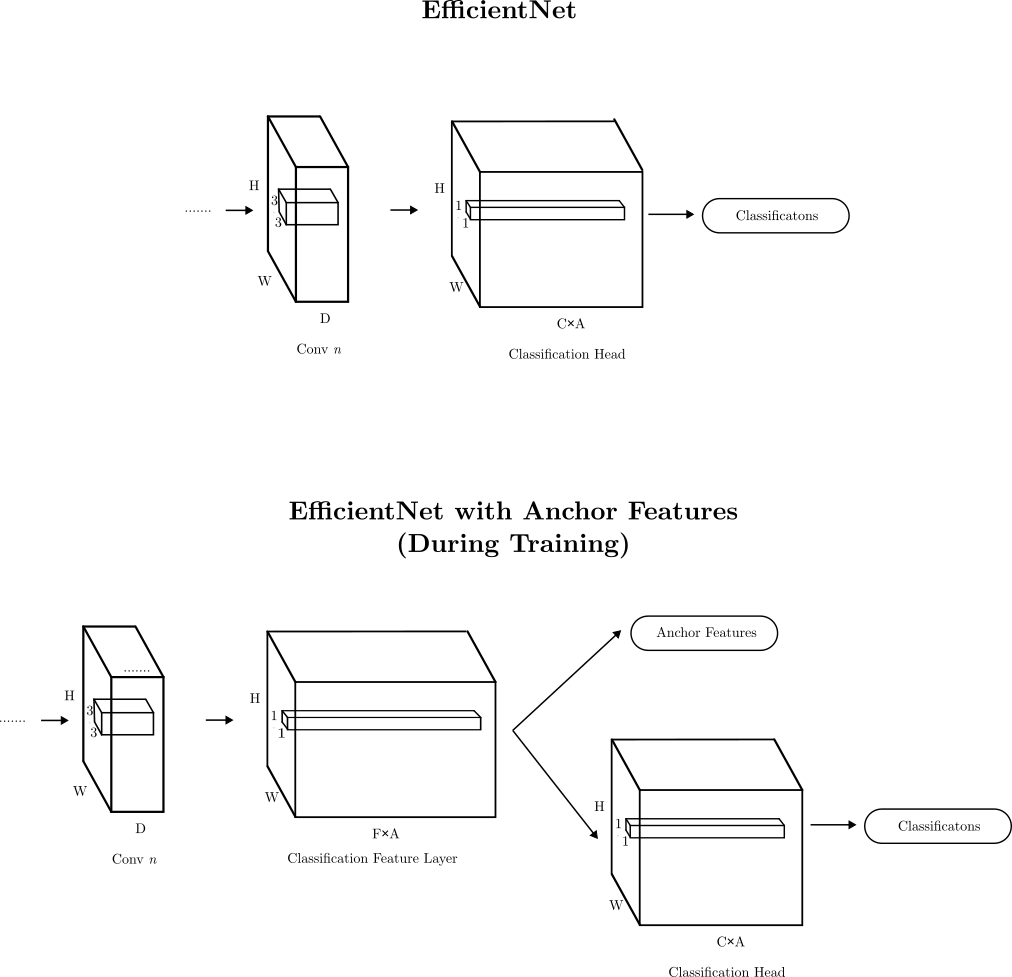 EfficientNet
H
3
3
W
D
Conv n
.......
H
1
1
W
C×A
Classification Head
Classificatons
EfficientNet with Anchor Features
(During Training)
.......
.......
H
3
3
W
D
Conv n
H
1
1
W
F×A
Classification Feature Layer
Anchor Features
H
1
1
W
C×A
Classification Head
Classificatons